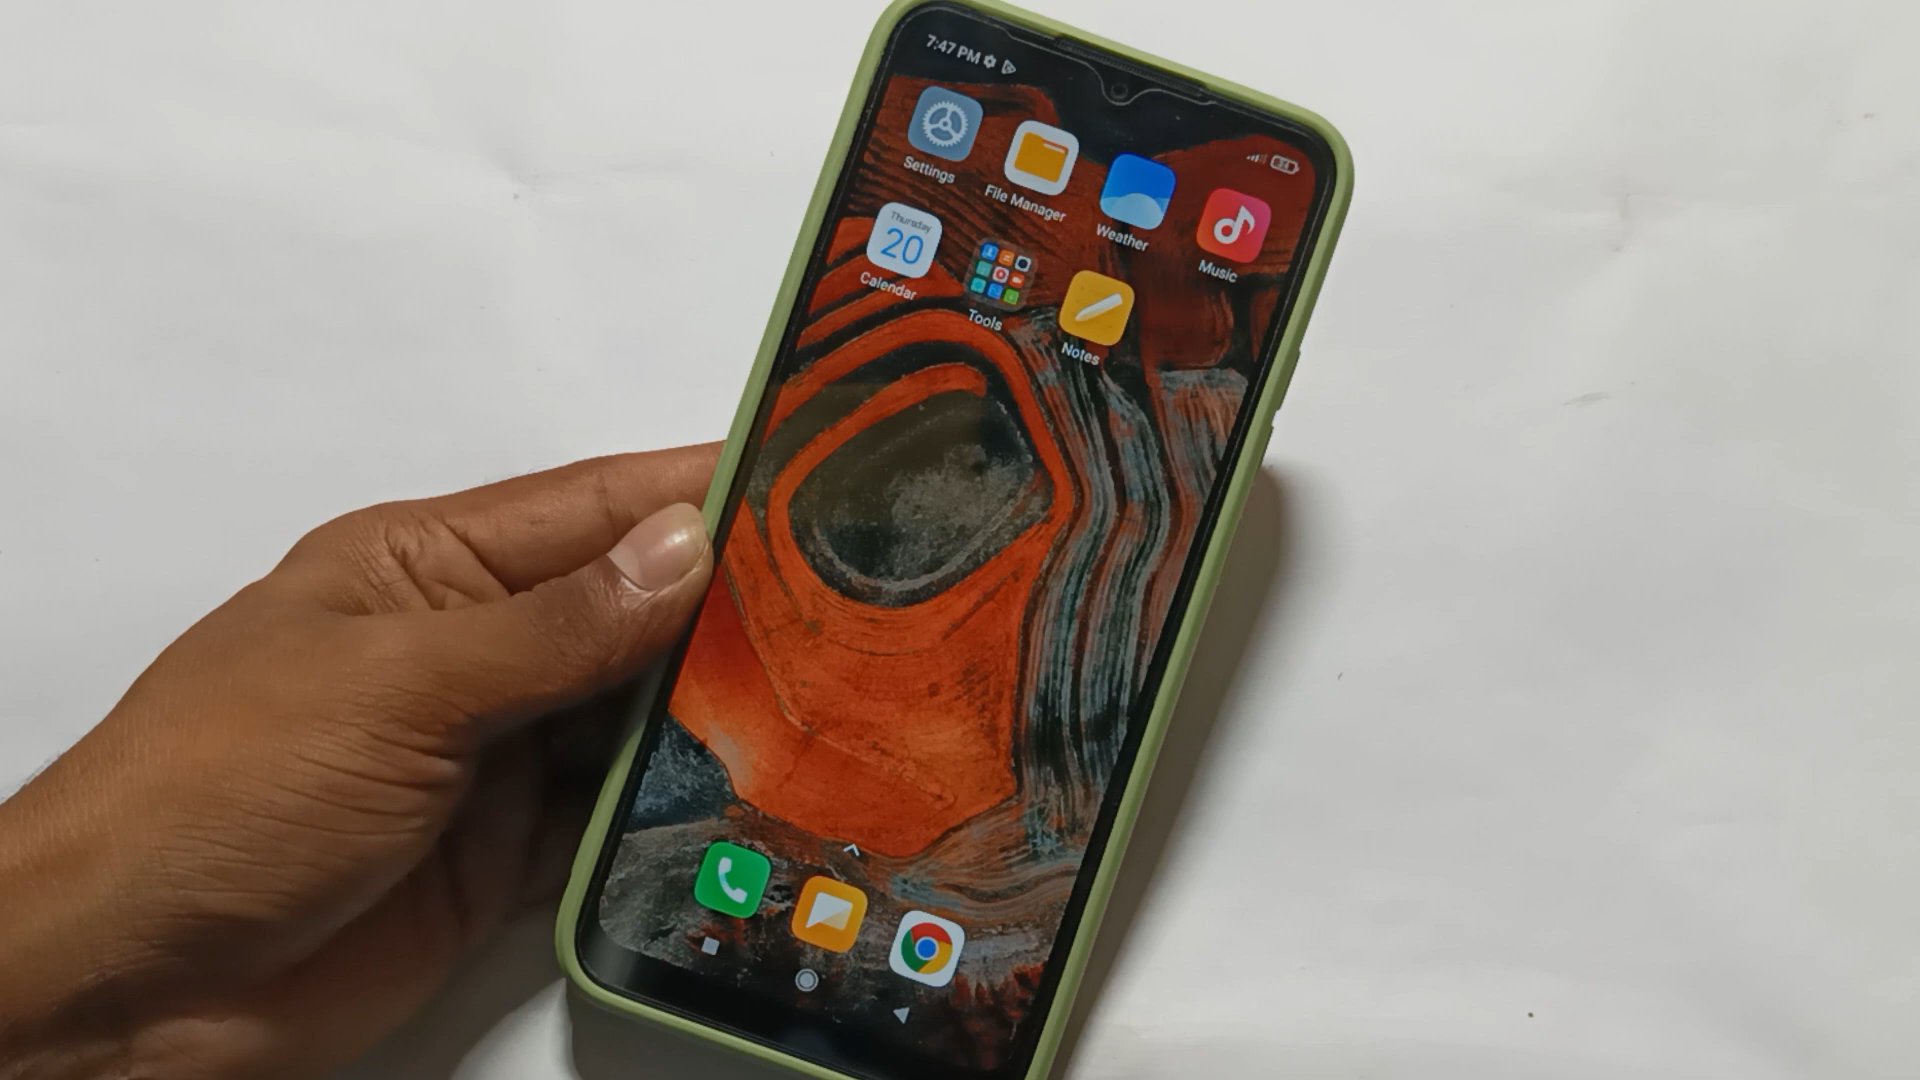 7:47 PM
Settings
File Manager
Weather
Music
Thursday
20
Calendar
Tools
Notes